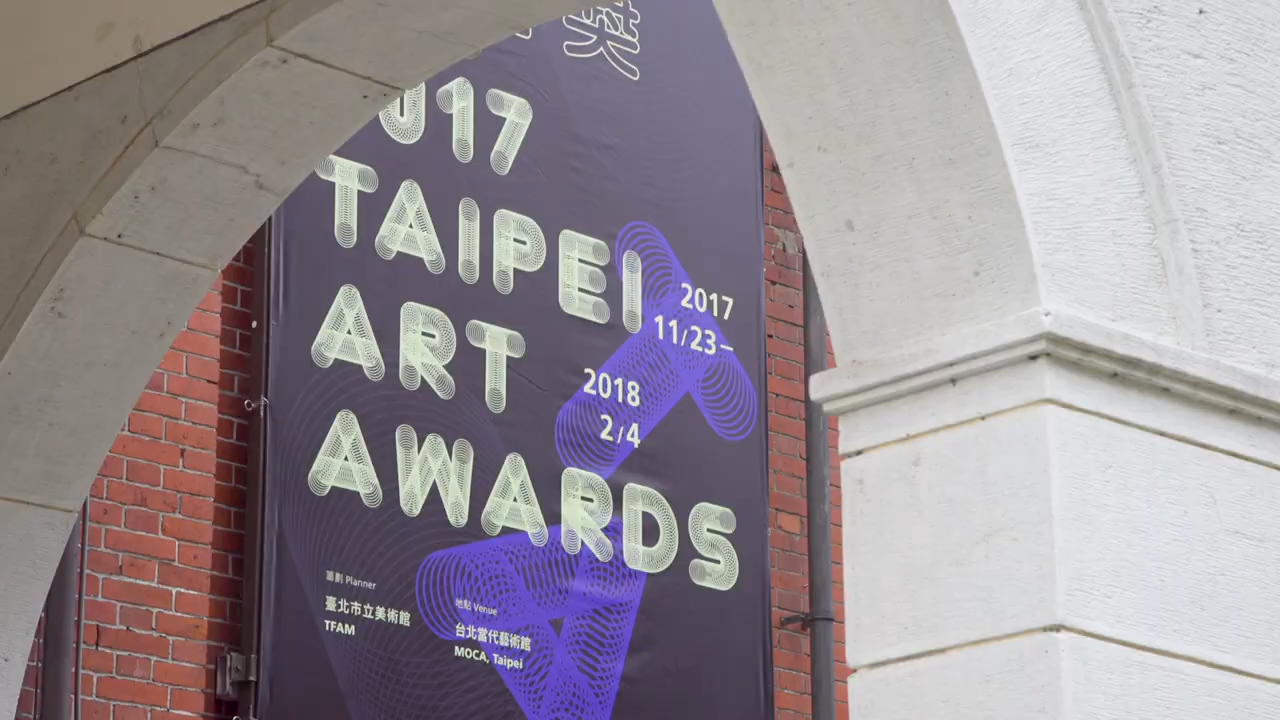 獎
017
TAIPEI
ART
AWARDS
2017
11/23–
2018
2/4
籌劃 Planner
臺北市立美術館
TFAM
地點 Venue
台北當代藝術館
MOCA, Taipei